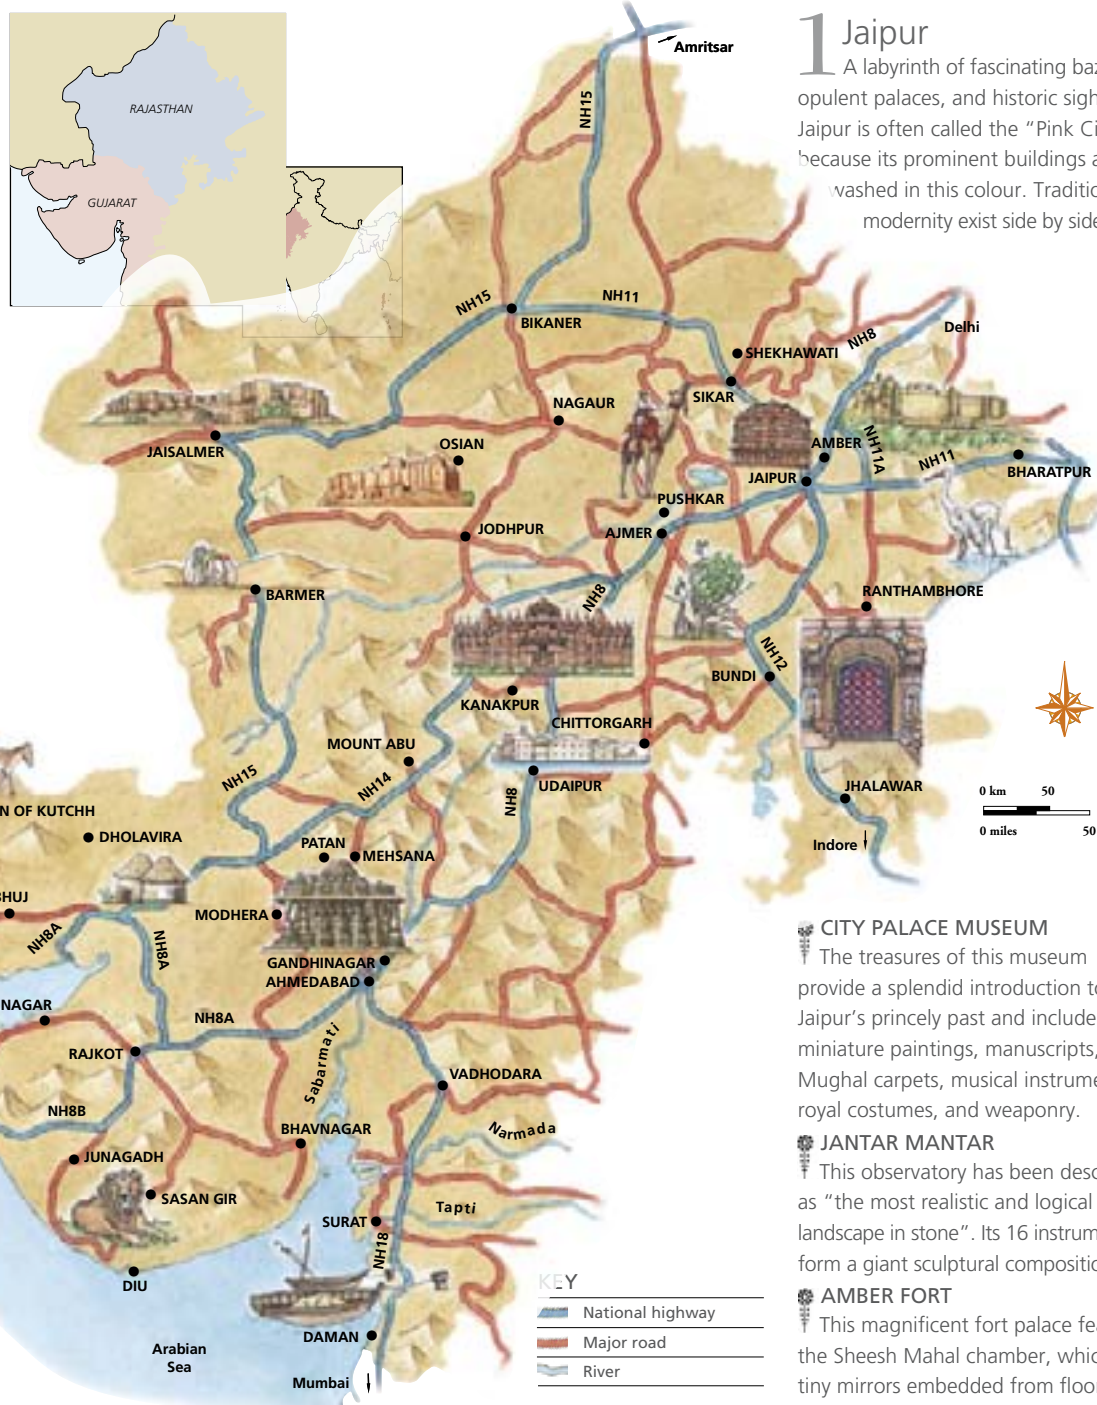 RAJASTHAN
GUJARAT
Amritsar
NH15
NH15
NH11
BIKANER
Delhi
NH8
SHEKHAWATI
SIKAR
NAGAUR
JAISALMER
OSIAN
AMBER
NH11A
NH11
BHARATPUR
JAIPUR
PUSHKAR
AJMER
JODHPUR
BARMER
NH8
RANTHAMBHORE
NH12
BUNDI
KANAKPUR
CHITTORGARH
MOUNT ABU
NH15
NH14
NH8
UDAIPUR
JHALAWAR
Indore
0 km 50
0 miles 50
N OF KUTCHH
DHOLAVIRA
PATAN
MEHSANA
BHUJ
MODHERA
NH8A
NH8A
GANDHINAGAR
AHMEDABAD
NAGAR
NH8A
RAJKOT
Sabarmati
VADHODARA
NH8B
BHAVNAGAR
Narmada
JUNAGADH
SASAN GIR
Tapti
SURAT
NH18
DIU
DAMAN
Arabian
Sea
Mumbai
KEY
National highway
Major road
River
1 Jaipur
A labyrinth of fascinating baz
opulent palaces, and historic sigh
Jaipur is often called the “Pink Ci
because its prominent buildings a
washed in this colour. Traditic
modernity exist side by side
CITY PALACE MUSEUM
The treasures of this museum
provide a splendid introduction to
Jaipur’s princely past and include
miniature paintings, manuscripts,
Mughal carpets, musical instrume
royal costumes, and weaponry.
JANTAR MANTAR
This observatory has been desc
as “the most realistic and logical
landscape in stone”. Its 16 instrum
form a giant sculptural compositic
AMBER FORT
This magnificent fort palace fea
the Sheesh Mahal chamber, whic
tiny mirrors embedded from floor